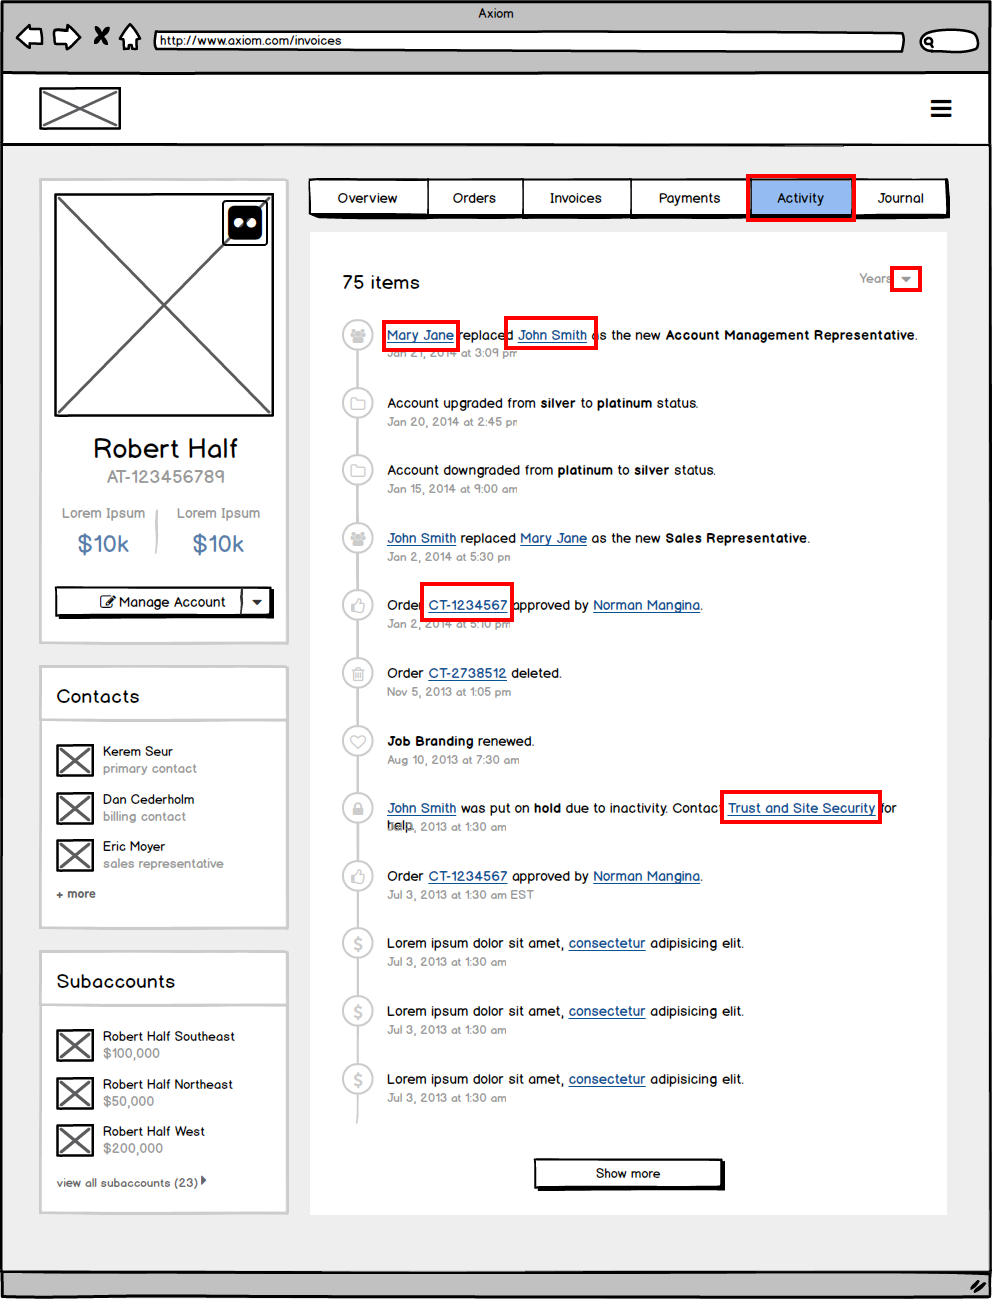 Axiom
http://www.axiom.com/invoices
Overview
Orders
Invoices
Payments
Activity
Journal
Robert Half
AT-123456789
Lorem Ipsum
$10k
Lorem Ipsum
$10k
Manage Account
Contacts
Kerem Seur
primary contact
Dan Cederholm
billing contact
Eric Moyer
sales representative
+ more
Subaccounts
Robert Half Southeast
$100,000
Robert Half Northeast
$50,000
Robert Half West
$200,000
view all subaccounts (23)
75 items
Years
Mary Jane replaced John Smith as the new Account Management Representative.
Jan 21, 2014 at 3:09 pm
Account upgraded from silver to platinum status.
Jan 20, 2014 at 2:45 pm
Account downgraded from platinum to silver status.
Jan 15, 2014 at 9:00 am
John Smith replaced Mary Jane as the new Sales Representative.
Jan 2, 2014 at 5:30 pm
Order CT-1234567 approved by Norman Mangina.
Jan 2, 2014 at 5:10 pm
Order CT-2738512 deleted.
Nov 5, 2013 at 1:05 pm
Job Branding renewed.
Aug 10, 2013 at 7:30 am
John Smith was put on hold due to inactivity. Contact Trust and Site Security for
help.
2013 at 1:30 am
Order CT-1234567 approved by Norman Mangina.
Jul 3, 2013 at 1:30 am EST
Lorem ipsum dolor sit amet, consectetur adipisicing elit.
Jul 3, 2013 at 1:30 am
Lorem ipsum dolor sit amet, consectetur adipisicing elit.
Jul 3, 2013 at 1:30 am
Lorem ipsum dolor sit amet, consectetur adipisicing elit.
Jul 3, 2013 at 1:30 am
Show more